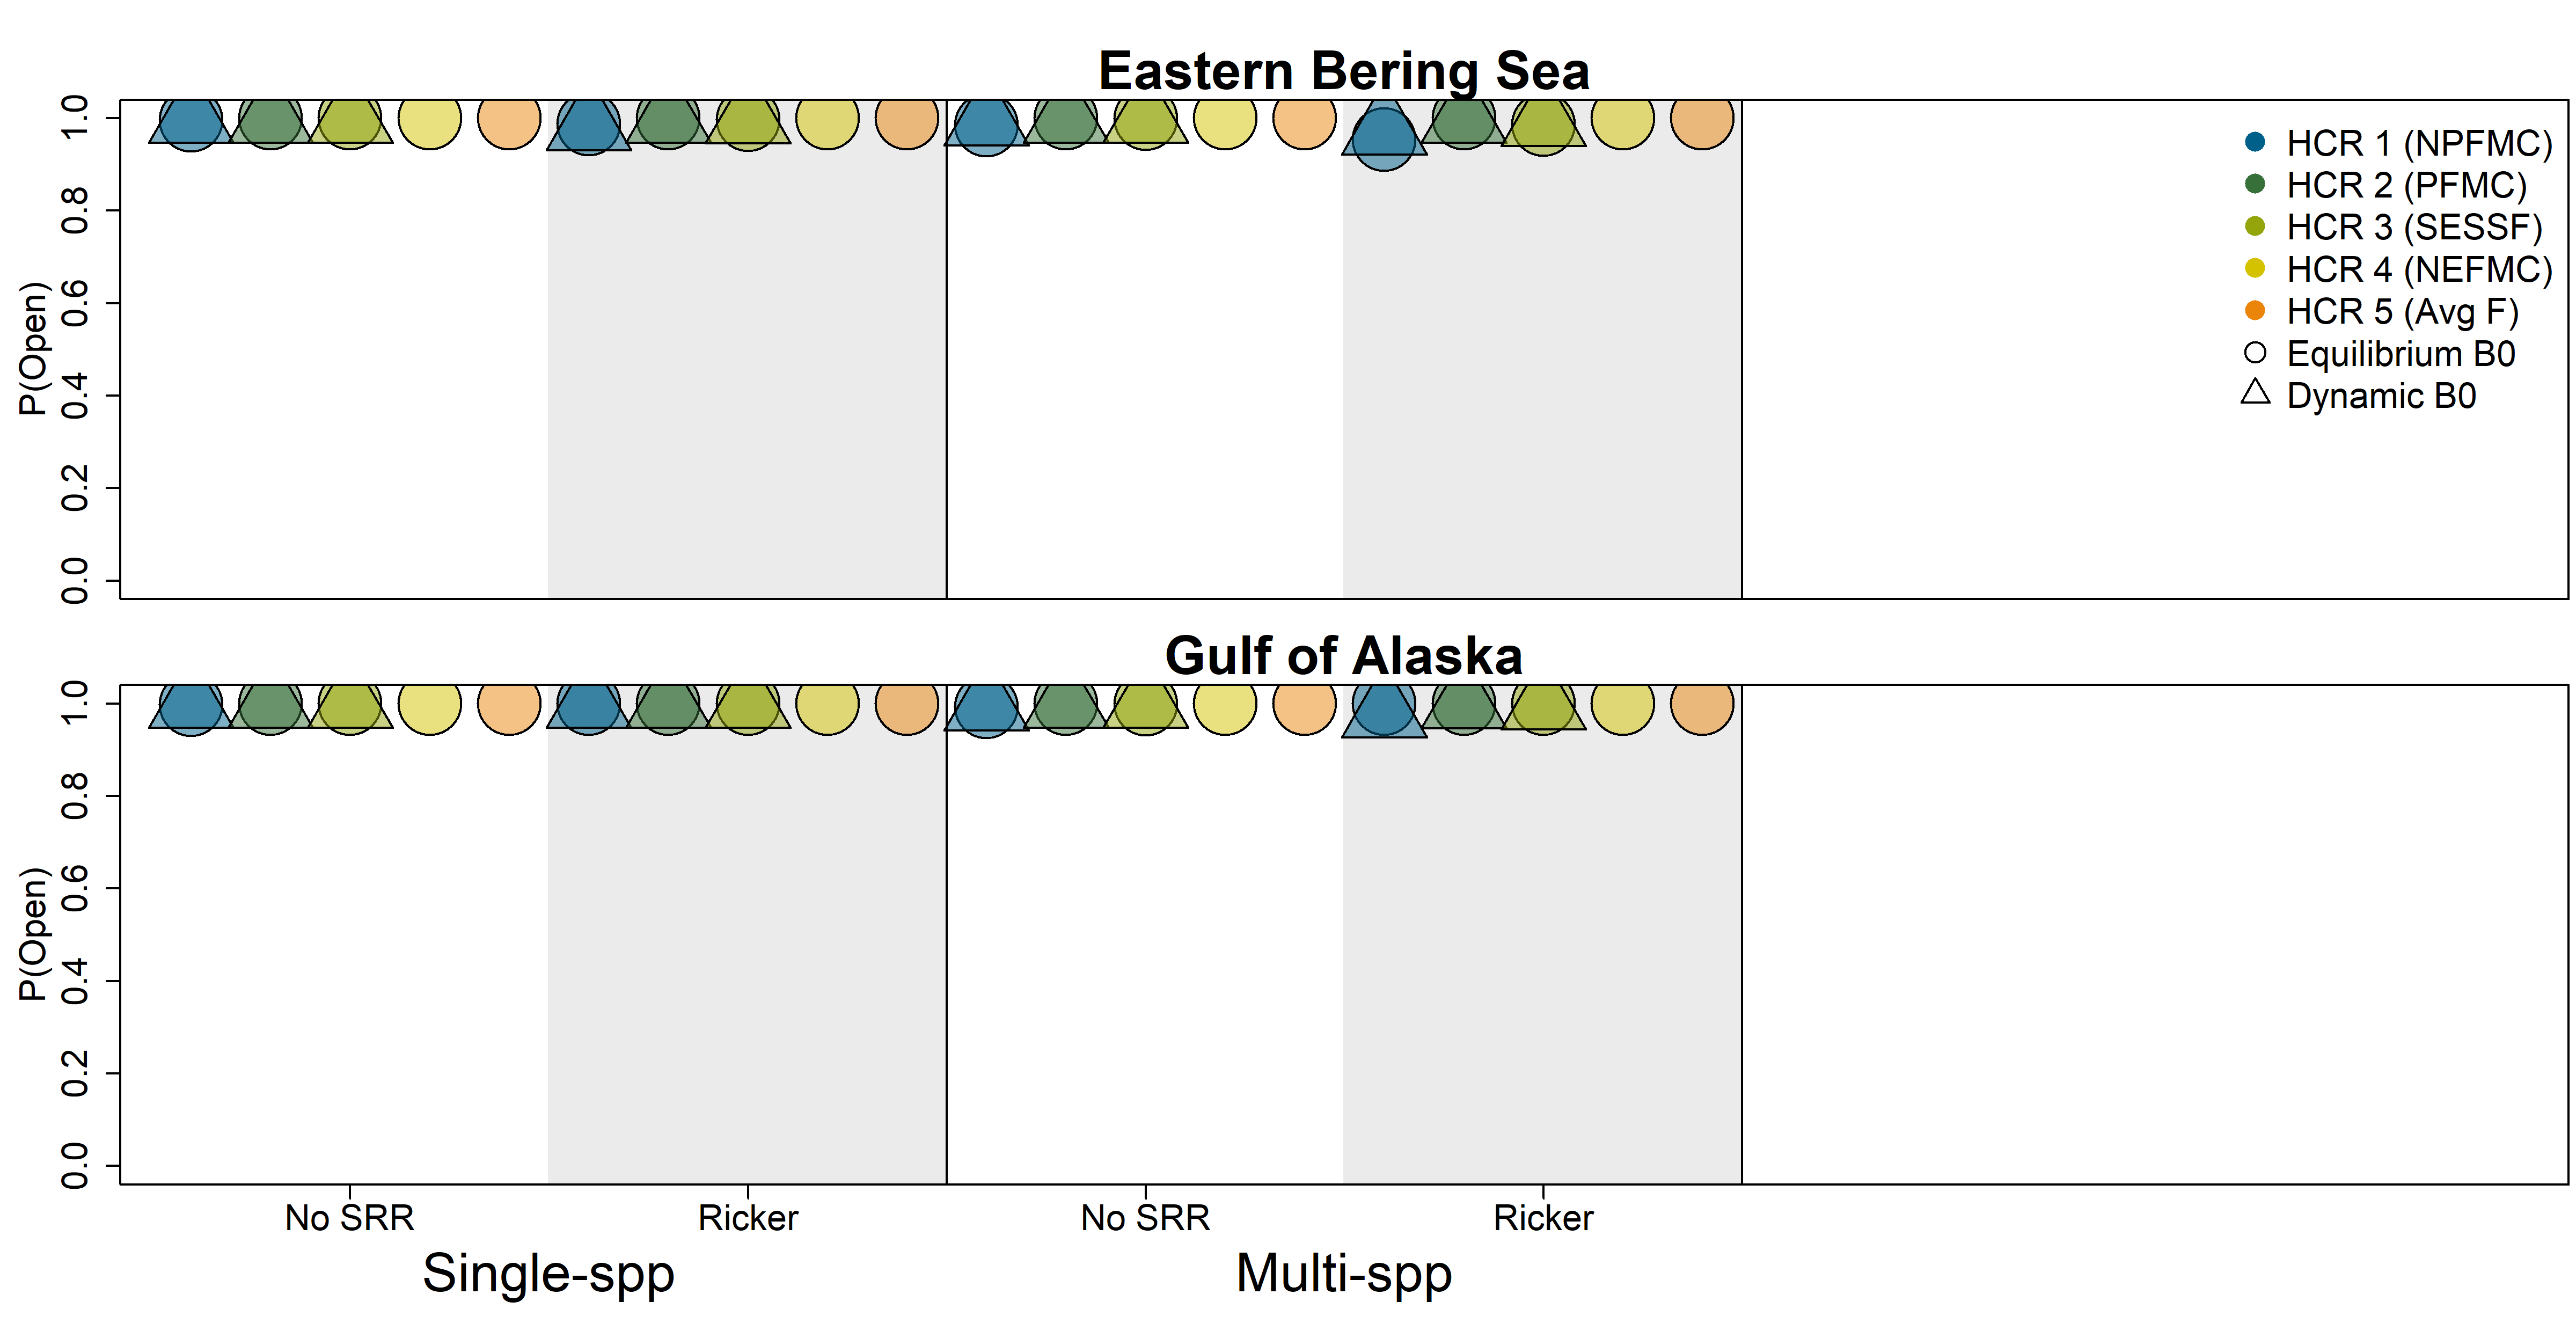 Eastern Bering Sea
P(Open)
1.0
0.8
0.6
0.4
0.2
0.0
HCR 1 (NPFMC)
HCR 2 (PFMC)
HCR 3 (SESSF)
HCR 4 (NEFMC)
HCR 5 (Avg F)
Equilibrium B0
Dynamic B0
Gulf of Alaska
P(Open)
1.0
0.8
0.6
0.4
0.2
0.0
No SRR Ricker No SRR Ricker
Single-spp Multi-spp